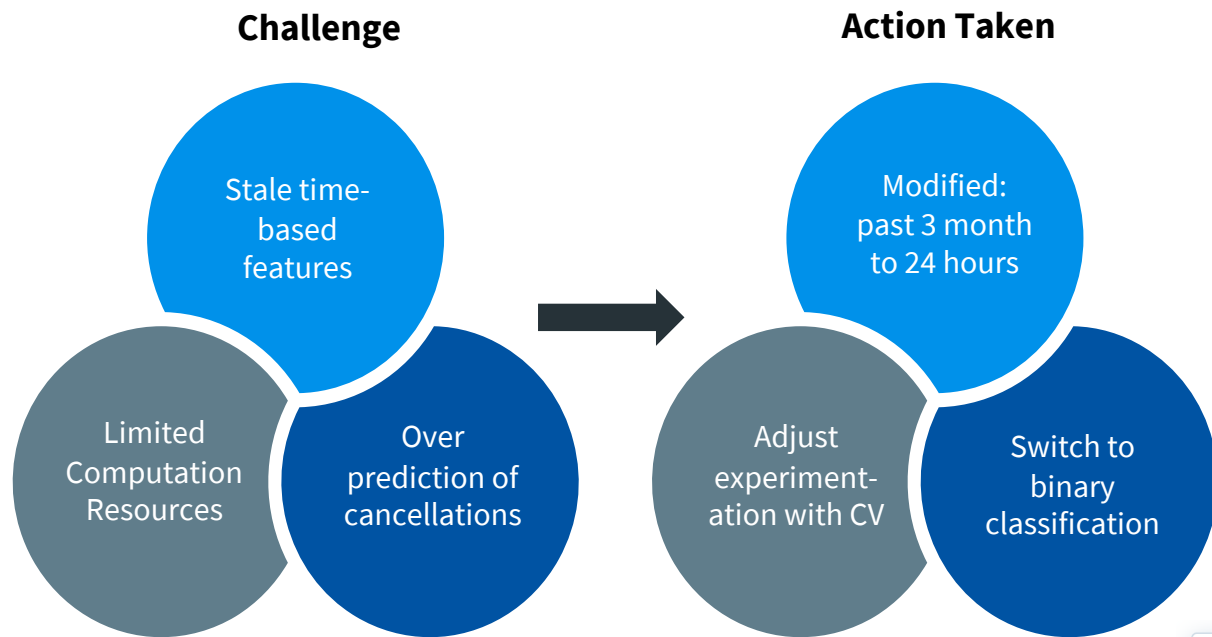 Challenge
Action Taken
Stale time-
based
features
Limited
Computation
Resources
Over
prediction of
cancellations
Modified:
past 3 month
to 24 hours
Adjust
experiment-
ation with CV
Switch to
binary
classification